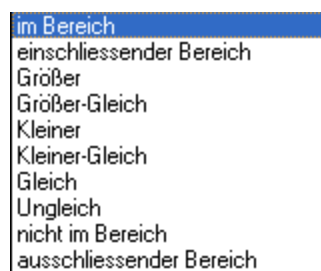 im Bereich
einschliessender Bereich
Größer
Größer-Gleich
Kleiner
Kleiner-Gleich
Gleich
Ungleich
nicht im Bereich
ausschliessender Bereich